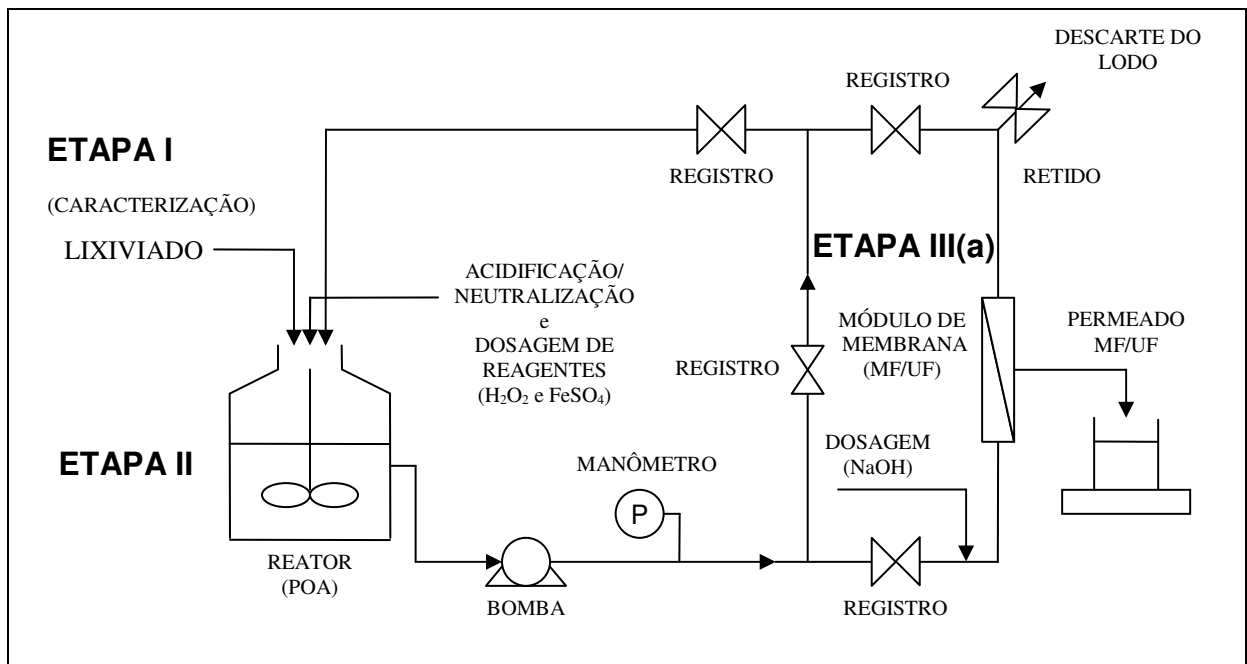 DESCARTE DO
LODO
REGISTRO
ETAPA I
REGISTRO
RETIDO
(CARACTERIZAÇÃO)
LIXIVIADO
ETAPA III(a)
ACIDIFICAÇÃO/
NEUTRALIZAÇÃO
e
DOSAGEM DE
REAGENTES
(H₂O₂ e FeSO₄)
MÓDULO DE
MEMBRANA
(MF/UF)
PERMEADO
MF/UF
REGISTRO
ETAPA II
MANÔMETRO
P
DOSAGEM
(NaOH)
REATOR
(POA)
BOMBA
REGISTRO